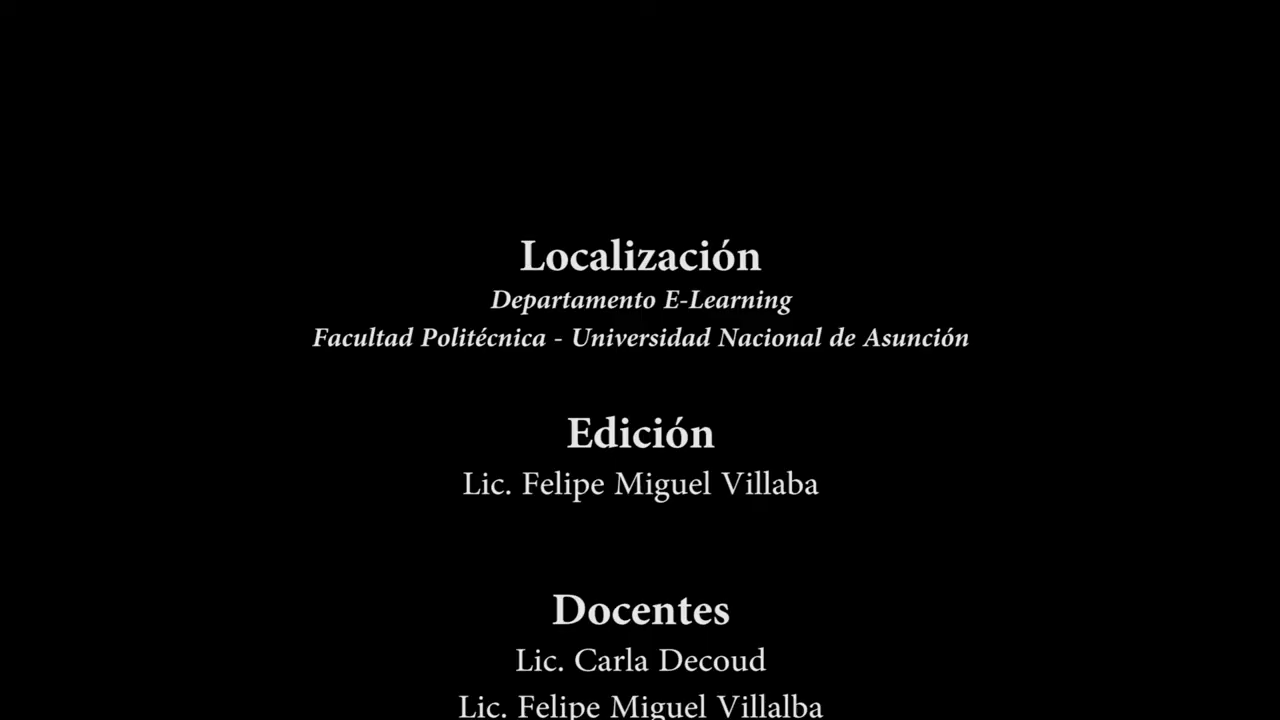 Localización
Departamento E-Learning
Facultad Politécnica - Universidad Nacional de Asunción
Edición
Lic. Felipe Miguel Villaba
Docentes
Lic. Carla Decoud
Lic. Felipe Miguel Villalba